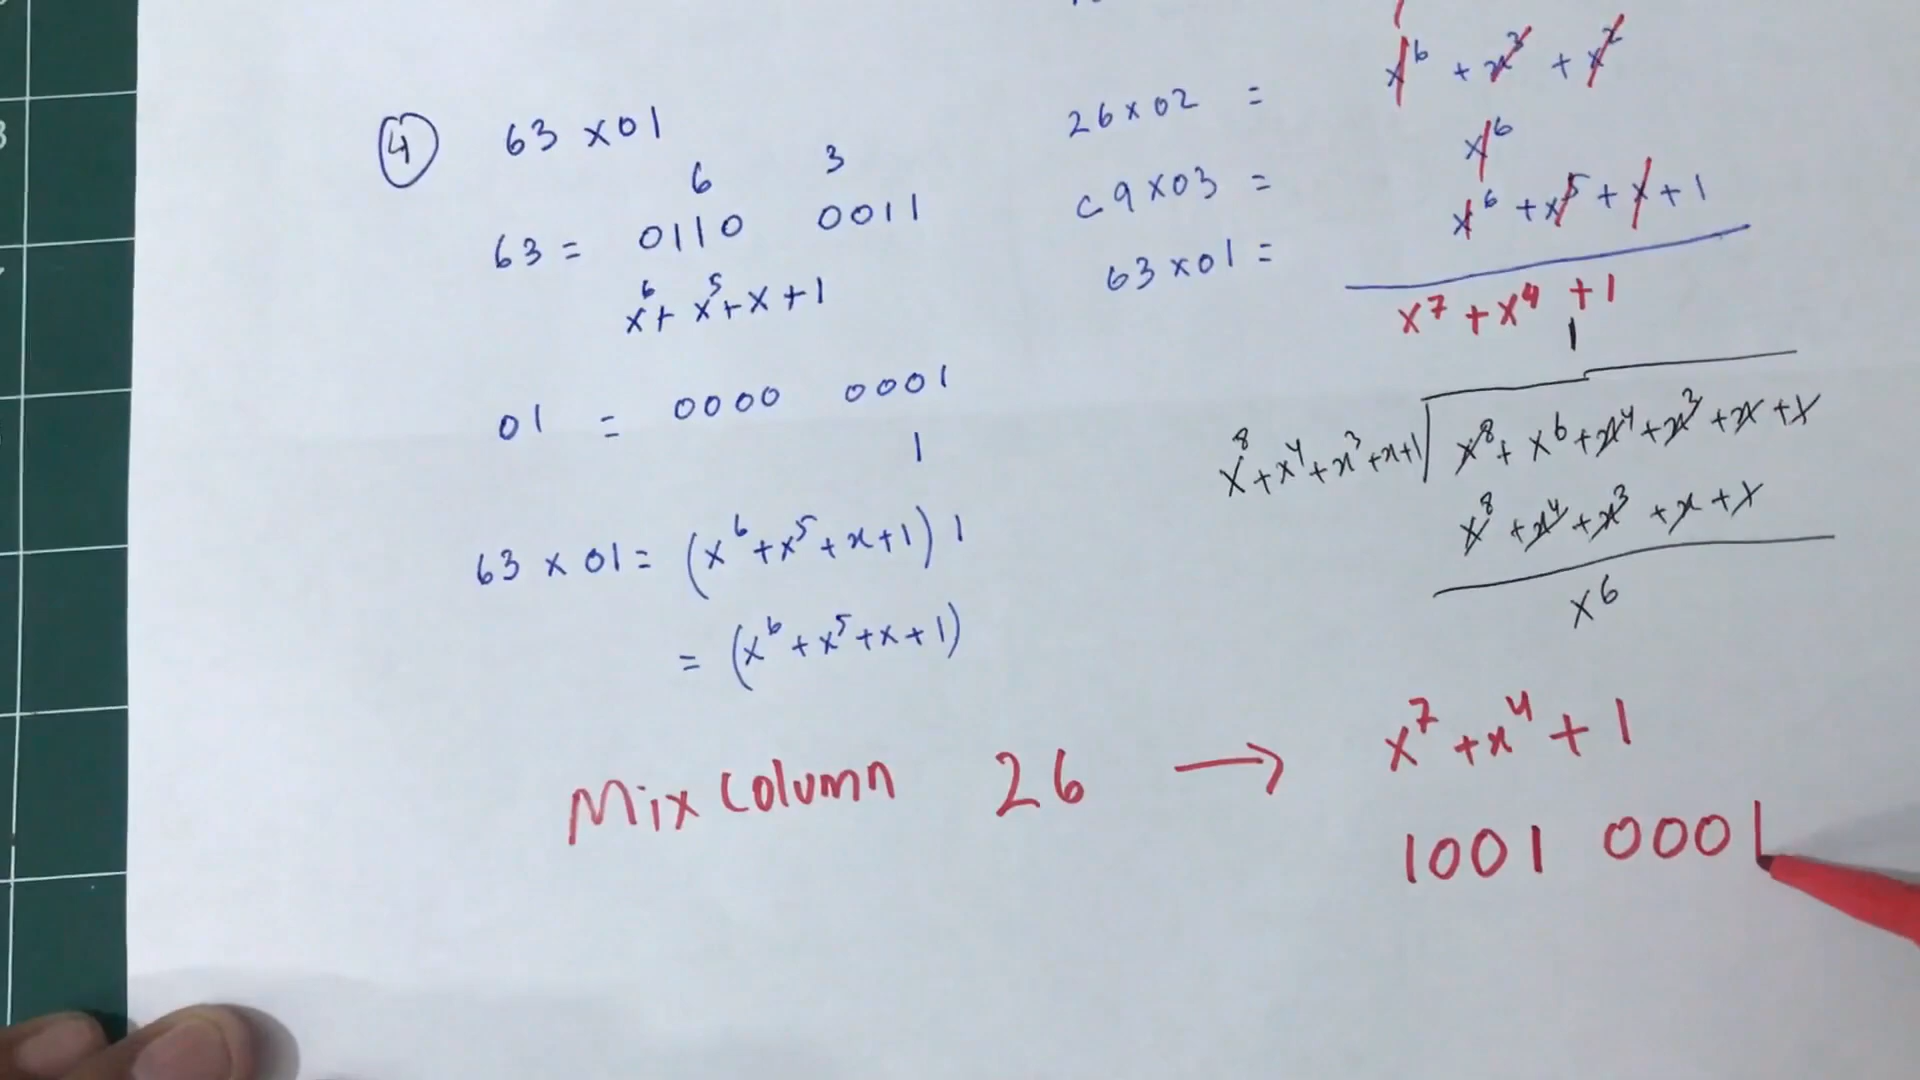 ④ 63 x 01
6 3
63 = 0110 0011
x⁶ + x⁵ + x + 1
01 = 0000 0001
1
63 x 01 = (x⁶ + x⁵ + x + 1) 1
= (x⁶ + x⁵ + x + 1)
26 x 02 = x⁶ + x³ + x²
c9 x 03 = x⁶
63 x 01 = x⁶ + x⁵ + x + 1
x⁷ + x⁴ + 1
1
x⁸ + x⁴ + x³ + x + 1 x⁸ + x⁶ + x⁴ + x³ + x + x
x⁸ + x⁴ + x³ + x + x
x⁶
Mix Column 26 → x⁷ + x⁴ + 1
1001 0001